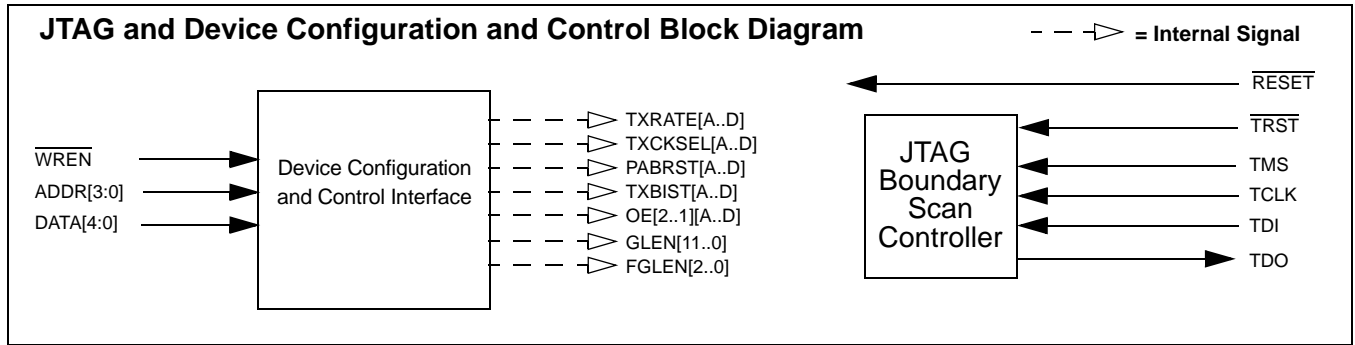 JTAG and Device Configuration and Control Block Diagram
= Internal Signal
WREN
ADDR[3:0]
DATA[4:0]
Device Configuration
and Control Interface
TXRATE[A..D]
TXCKSEL[A..D]
PABRST[A..D]
TXBIST[A..D]
OE[2..1][A..D]
GLEN[11..0]
FGLEN[2..0]
JTAG
Boundary
Scan
Controller
RESET
TRST
TMS
TCLK
TDI
TDO